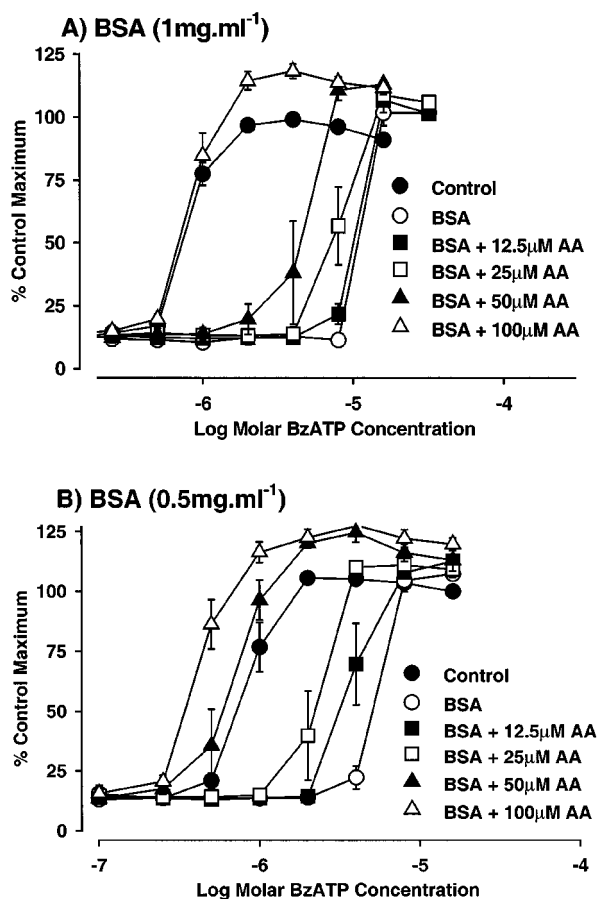 A) BSA (1mg.ml-1)
125
100
75
50
25
0
% Control Maximum
Control
BSA
BSA + 12.5μM AA
BSA + 25μM AA
BSA + 50μM AA
BSA + 100μM AA
-6
-5
-4
Log Molar BzATP Concentration
B) BSA (0.5mg.ml-1)
125
100
75
50
25
0
% Control Maximum
Control
BSA
BSA + 12.5μM AA
BSA + 25μM AA
BSA + 50μM AA
BSA + 100μM AA
-7
-6
-5
-4
Log Molar BzATP Concentration